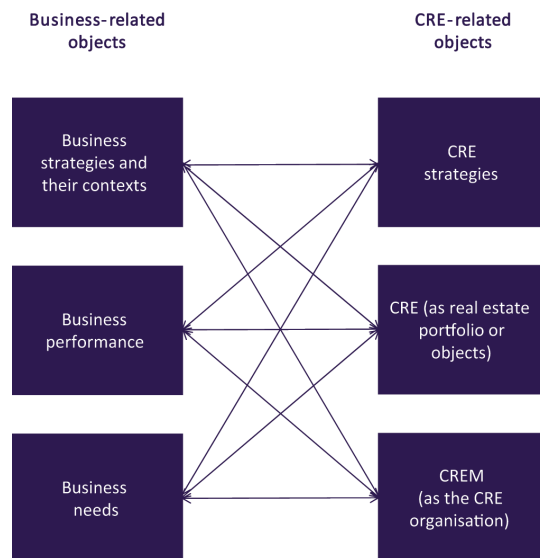 Business-related
objects
CRE-related
objects
Business
strategies and
their contexts
CRE
strategies
Business
performance
CRE (as real estate
portfolio or
objects)
Business
needs
CREM
(as the CRE
organisation)